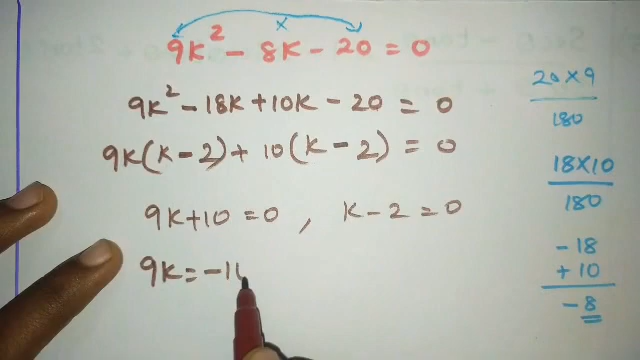 ×
9k² - 8k - 20 = 0
9k² - 18k + 10k - 20 = 0
9k(k - 2) + 10(k - 2) = 0
9k + 10 = 0 , k - 2 = 0
9k = -1
20 × 9
180
18 × 10
180
-18
+ 10
- 8